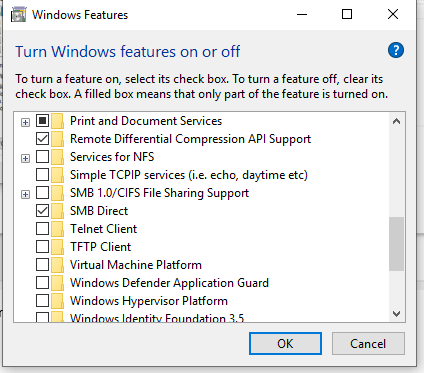 Windows Features
Turn Windows features on or off
To turn a feature on, select its check box. To turn a feature off, clear its
check box. A filled box means that only part of the feature is turned on.
Print and Document Services
Remote Differential Compression API Support
Services for NFS
Simple TCPIP services (i.e. echo, daytime etc)
SMB 1.0/CIFS File Sharing Support
SMB Direct
Telnet Client
TFTP Client
Virtual Machine Platform
Windows Defender Application Guard
Windows Hypervisor Platform
Windows Identity Foundation 3.5
OK
Cancel